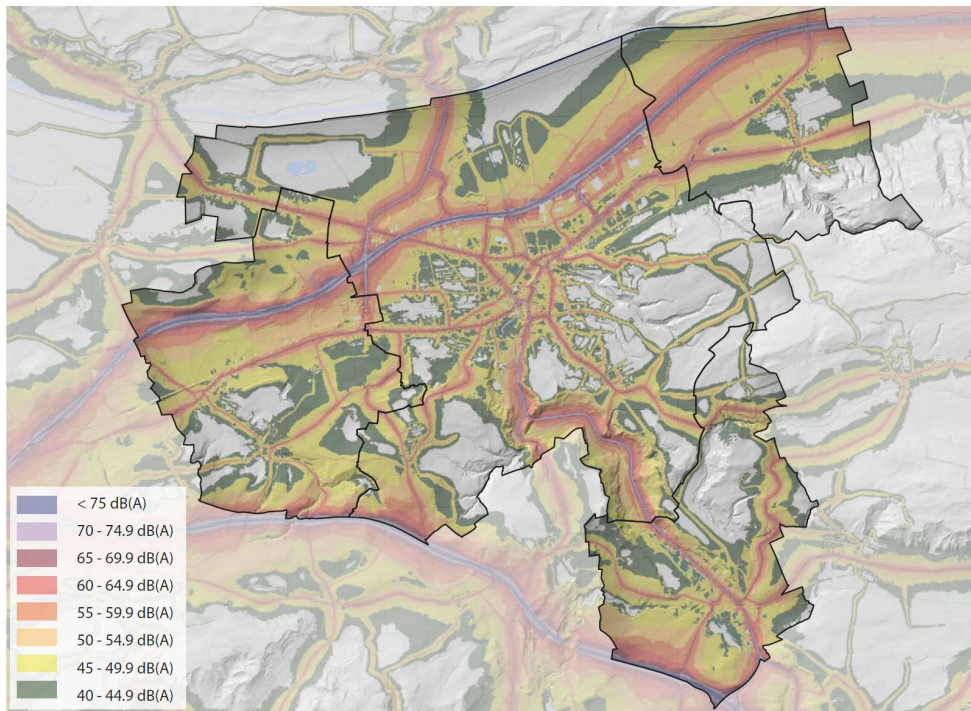 < 75 dB(A)
70 - 74.9 dB(A)
65 - 69.9 dB(A)
60 - 64.9 dB(A)
55 - 59.9 dB(A)
50 - 54.9 dB(A)
45 - 49.9 dB(A)
40 - 44.9 dB(A)